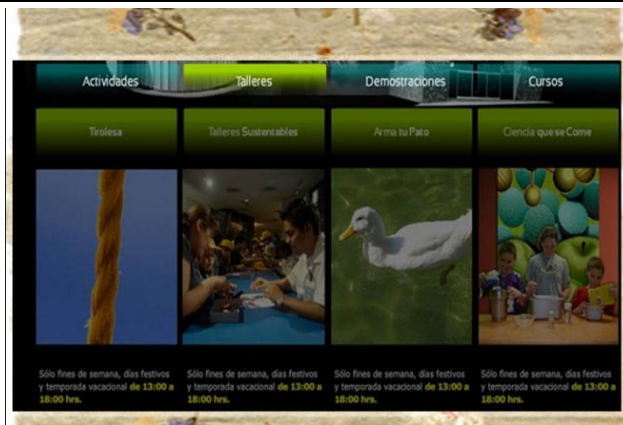 Actividades Talleres Demostraciones Cursos
Tirolesa Talleres Sustentables Arma tu Pato Ciencia que se Come
Sólo fines de semana, días festivos
y temporada vacacional de 13:00 a
18:00 hrs.
Sólo fines de semana, días festivos
y temporada vacacional de 13:00 a
18:00 hrs.
Sólo fines de semana, días festivos
y temporada vacacional de 13:00 a
18:00 hrs.
Sólo fines de semana, días festivos
y temporada vacacional de 13:00 a
18:00 hrs.